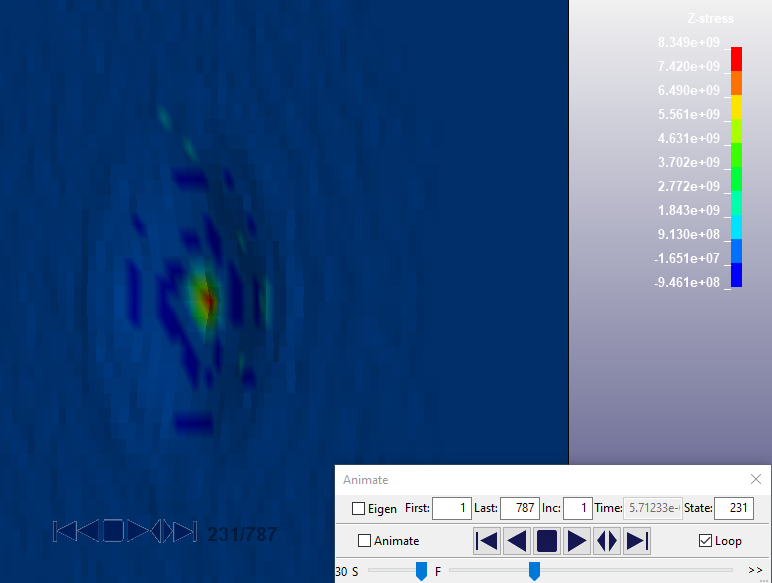 Z-stress
8.349e+09
7.420e+09
6.490e+09
5.561e+09
4.631e+09
3.702e+09
2.772e+09
1.843e+09
9.130e+08
-1.651e+07
-9.461e+08
231/787
Animate
Eigen First: 1 Last: 787 Inc: 1 Time: 5.71233e- State: 231
Animate Loop
30 S F >>